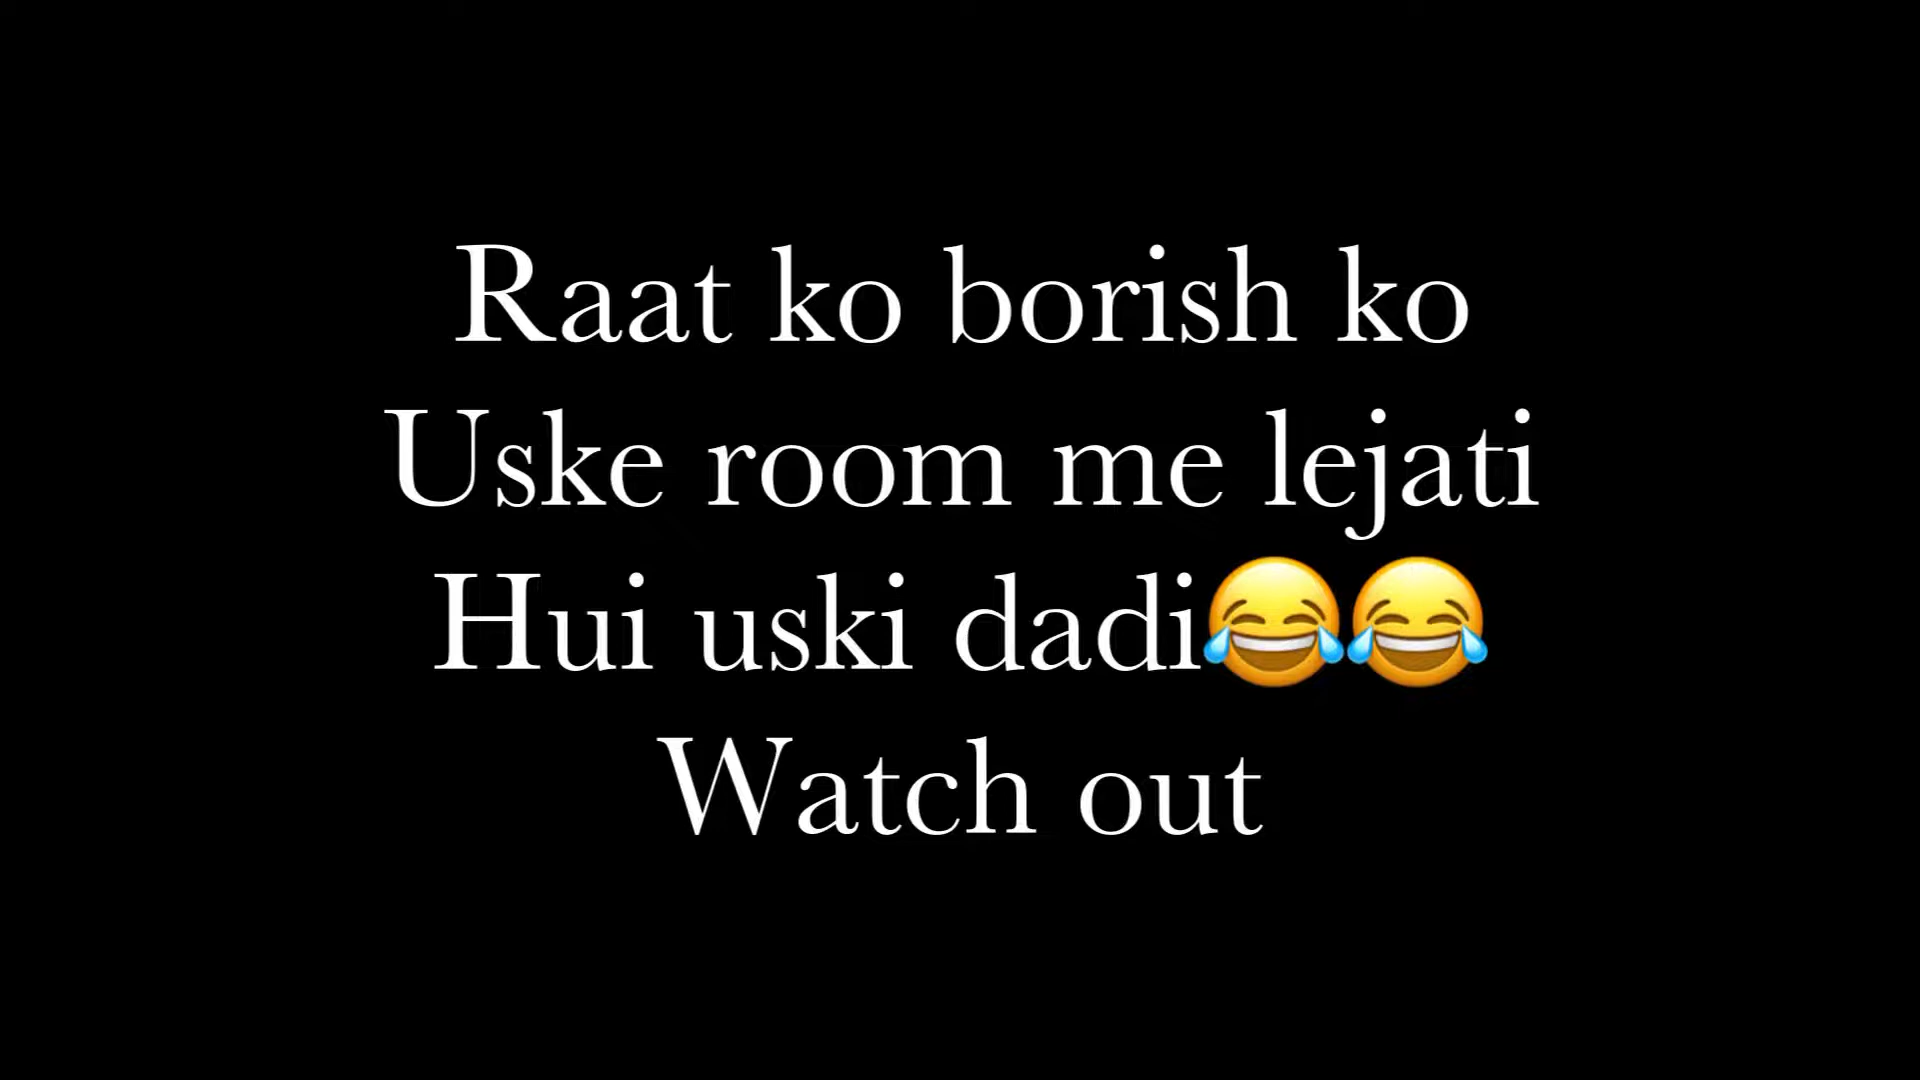 Raat ko borish ko
Uske room me lejati
Hui uski dadi😂😂
Watch out